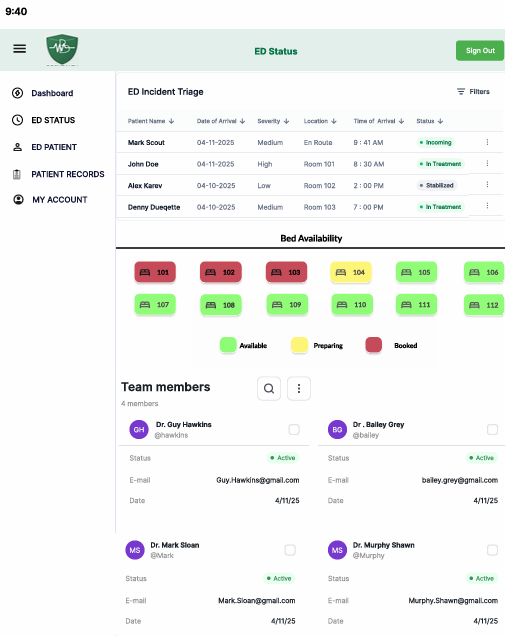 9:40
ED Status
Sign Out
Dashboard
ED STATUS
ED PATIENT
PATIENT RECORDS
MY ACCOUNT
ED Incident Triage
Filters
Patient Name Date of Arrival Severity Location Time of Arrival Status
Mark Scout 04-11-2025 Medium En Route 9 : 41 AM Incoming
John Doe 04-11-2025 High Room 101 8 : 30 AM In Treatment
Alex Karev 04-10-2025 Low Room 102 2 : 00 PM Stabilized
Denny Dueqette 04-10-2025 Medium Room 103 7 : 00 PM In Treatment
Bed Availability
101 102 103 104 105 106
107 108 109 110 111 112
Available Preparing Booked
Team members
4 members
GH Dr. Guy Hawkins
@hawkins
Status Active
E-mail Guy.Hawkins@gmail.com
Date 4/11/25
BG Dr . Bailey Grey
@bailey
Status Active
E-mail bailey.grey@gmail.com
Date 4/11/25
MS Dr. Mark Sloan
@Mark
Status Active
E-mail Mark.Sloan@gmail.com
Date 4/11/25
MS Dr. Murphy Shawn
@Murphy
Status Active
E-mail Murphy.Shawn@gmail.com
Date 4/11/25